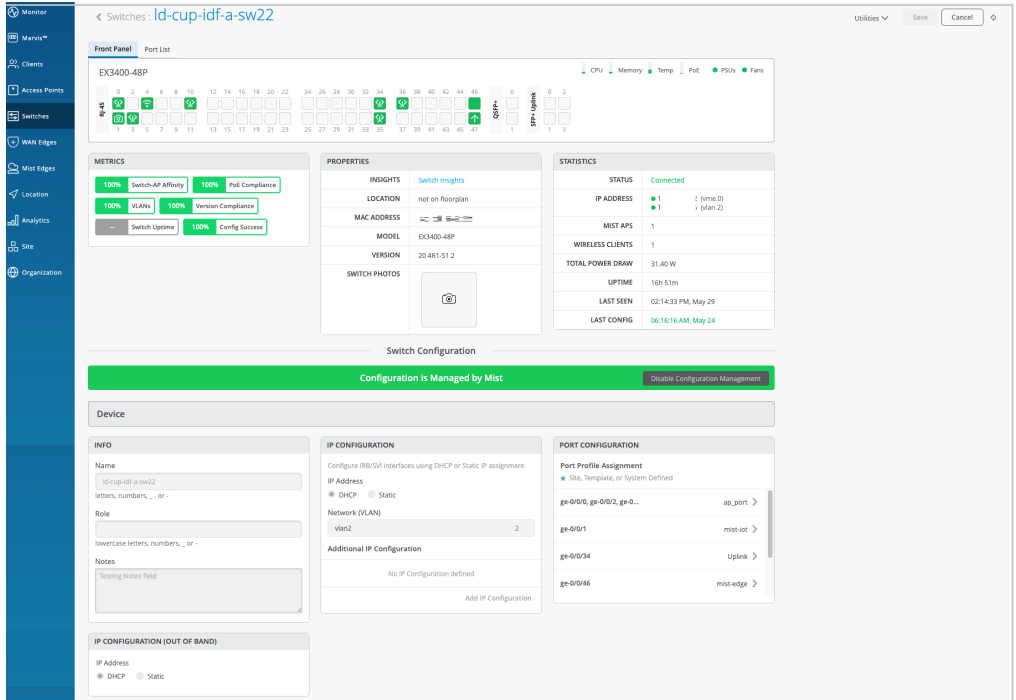 Monitor
Marvis™
Clients
Access Points
Switches
WAN Edges
Mist Edges
Location
Analytics
Site
Organization
Switches : ld-cup-idf-a-sw22
Utilities
Save
Cancel
Front Panel
Port List
EX3400-48P
CPU Memory Temp PoE PSUs Fans
RJ-45
0 2 4 6 8 10 12 14 16 18 20 22 24 26 28 30 32 34 36 38 40 42 44 46
1 3 5 7 9 11 13 15 17 19 21 23 25 27 29 31 33 35 37 39 41 43 45 47
QSFP+
0
1
SFP+ Uplink
0 2
1 3
METRICS
100% Switch-AP Affinity
100% PoE Compliance
100% VLANs
100% Version Compliance
-- Switch Uptime
100% Config Success
PROPERTIES
INSIGHTS Switch Insights
LOCATION not on floorplan
MAC ADDRESS
MODEL EX3400-48P
VERSION 20.4R1-S1.2
SWITCH PHOTOS
STATISTICS
STATUS Connected
IP ADDRESS 1 (vme.0)
1 (vlan 2)
MIST APS 1
WIRELESS CLIENTS 1
TOTAL POWER DRAW 31.40 W
UPTIME 16h 51m
LAST SEEN 02:14:33 PM, May 29
LAST CONFIG 06:16:16 AM, May 24
Switch Configuration
Configuration is Managed by Mist
Disable Configuration Management
Device
INFO
Name
ld-cup-idf-a-sw22
letters, numbers, _ . or -
Role
lowercase letters, numbers, _ or -
Notes
Testing Notes field
IP CONFIGURATION
Configure IRB/SVI interfaces using DHCP or Static IP assignment
IP Address
DHCP Static
Network (VLAN)
vlan2 2
Additional IP Configuration
No IP Configuration defined
Add IP Configuration
PORT CONFIGURATION
Port Profile Assignment
Site, Template, or System Defined
ge-0/0/0, ge-0/0/2, ge-0... ap_port
ge-0/0/1 mist-iot
ge-0/0/34 Uplink
ge-0/0/46 mist-edge
IP CONFIGURATION (OUT OF BAND)
IP Address
DHCP Static